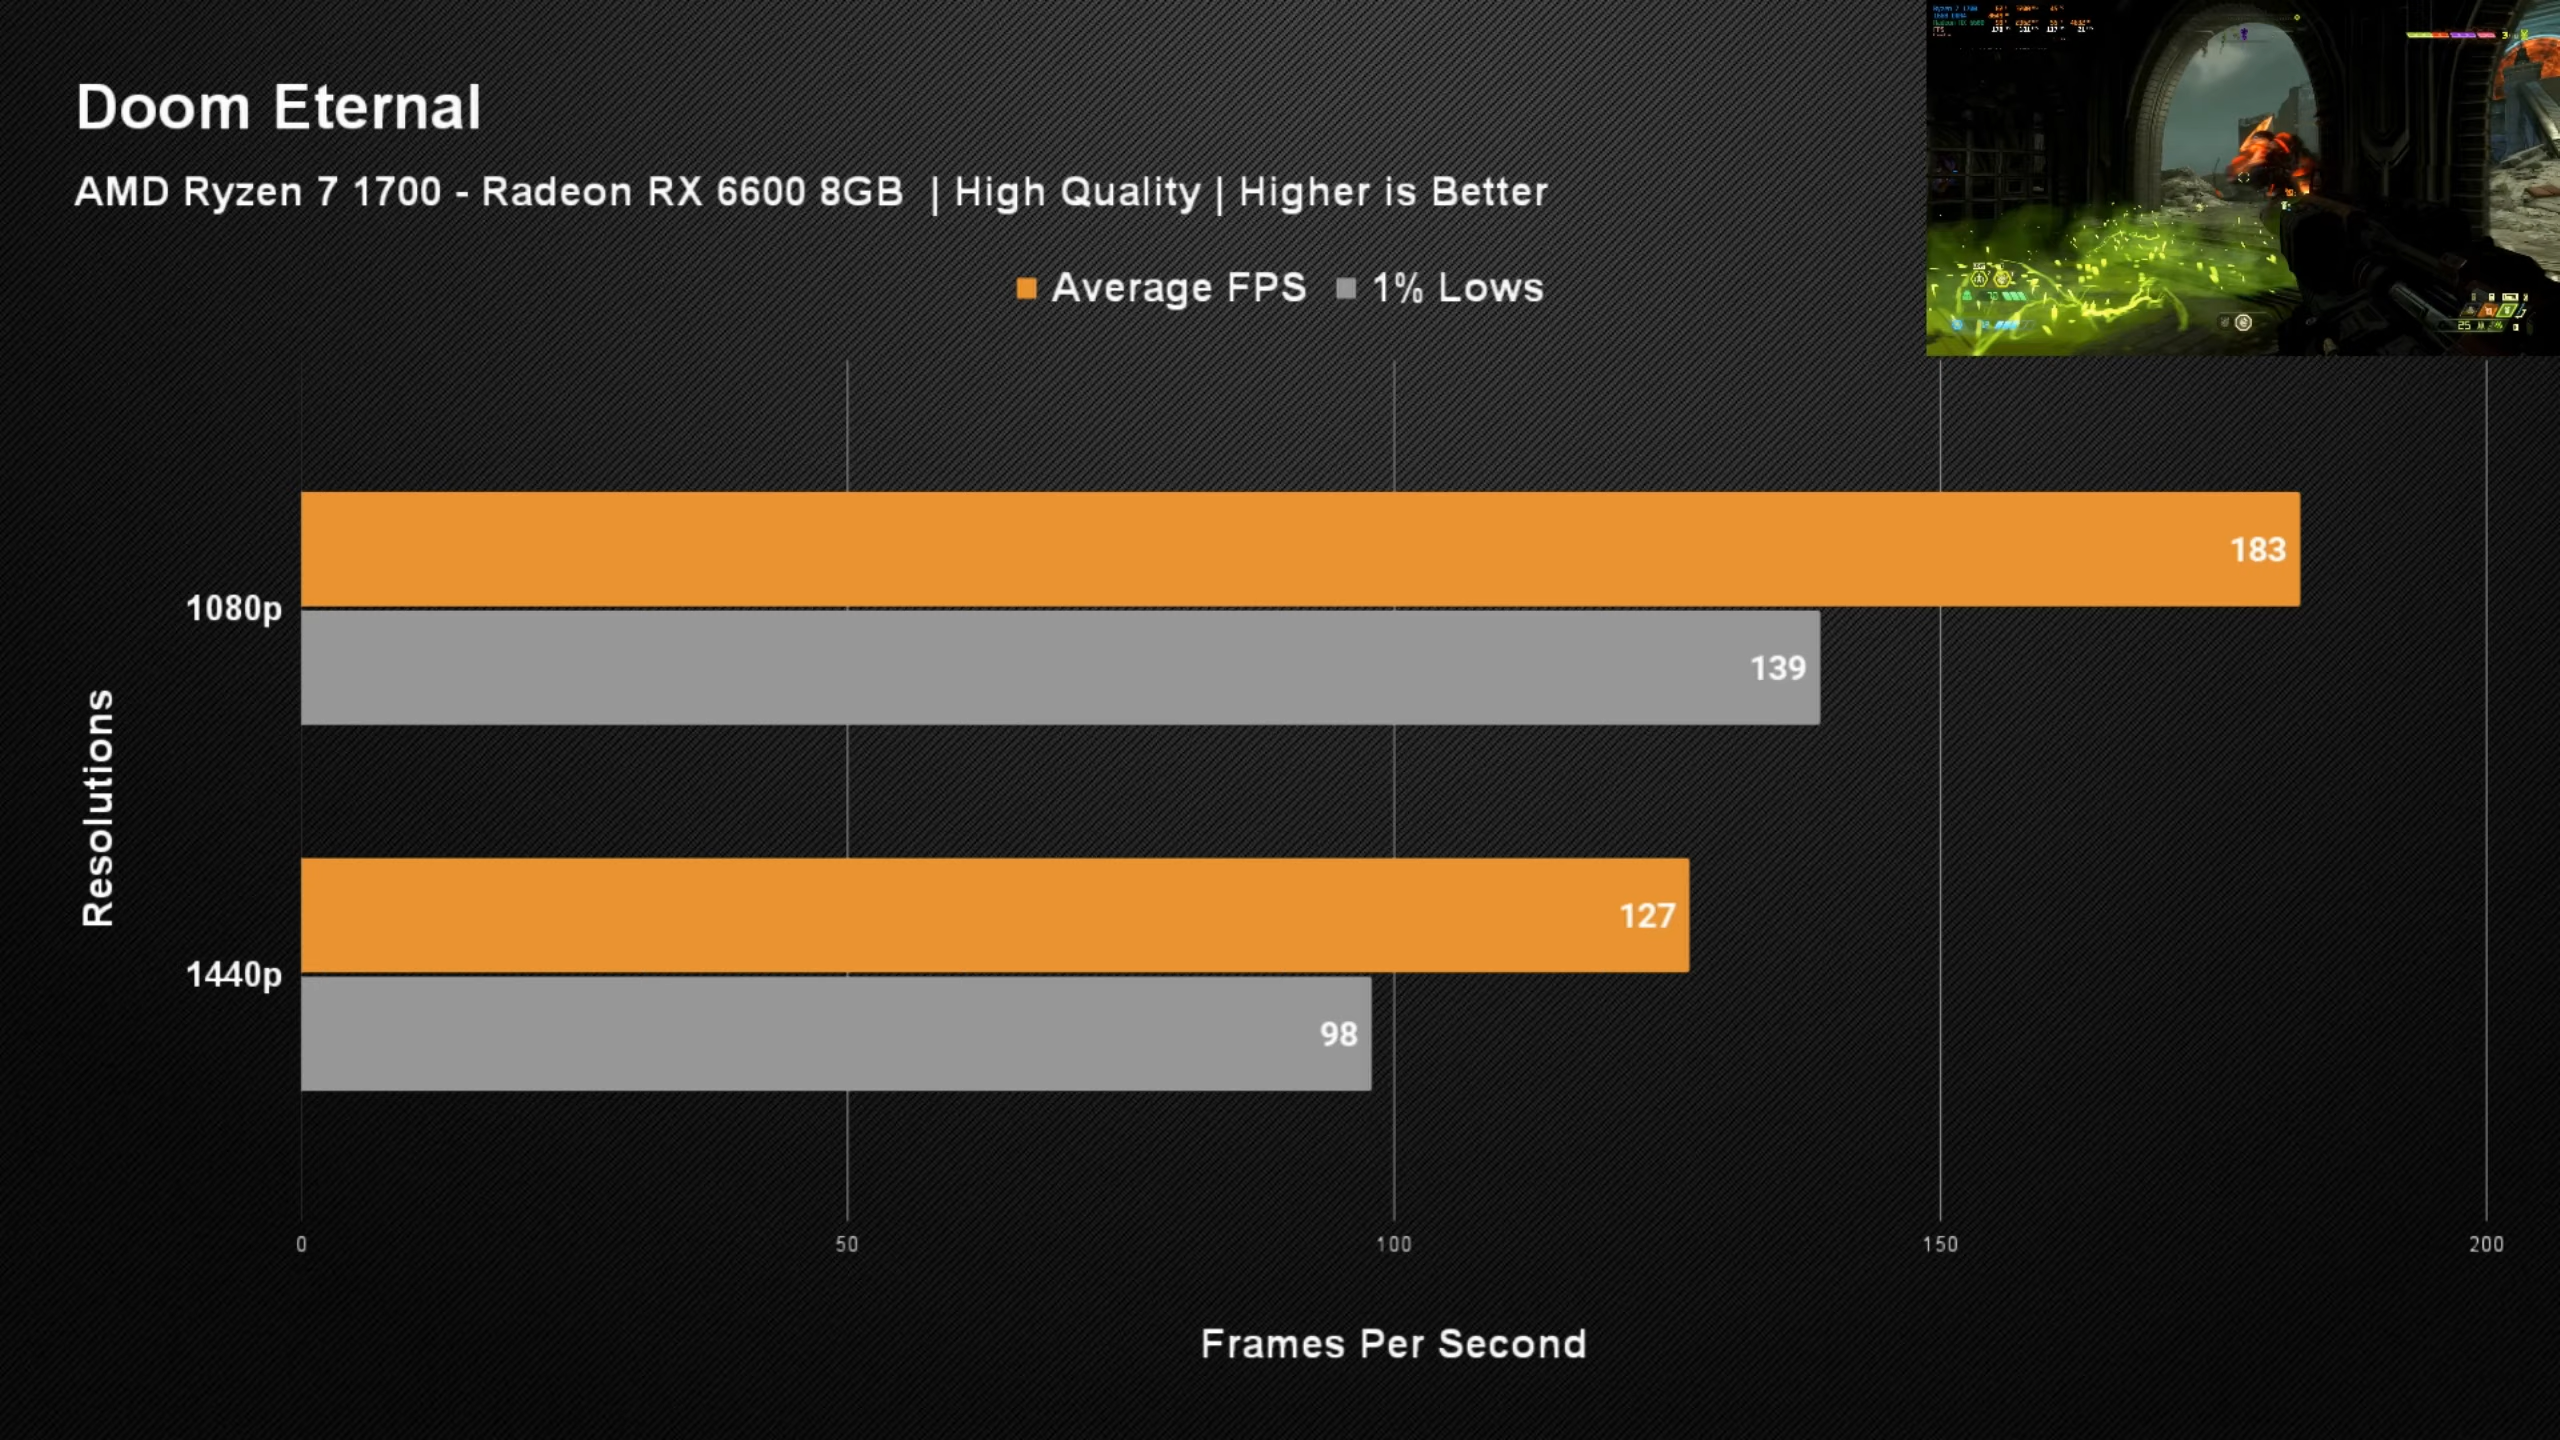 Doom Eternal
AMD Ryzen 7 1700 - Radeon RX 6600 8GB | High Quality | Higher is Better
Average FPS 1% Lows
183
1080p
139
Resolutions
127
1440p
98
0 50 100 150 200
Frames Per Second